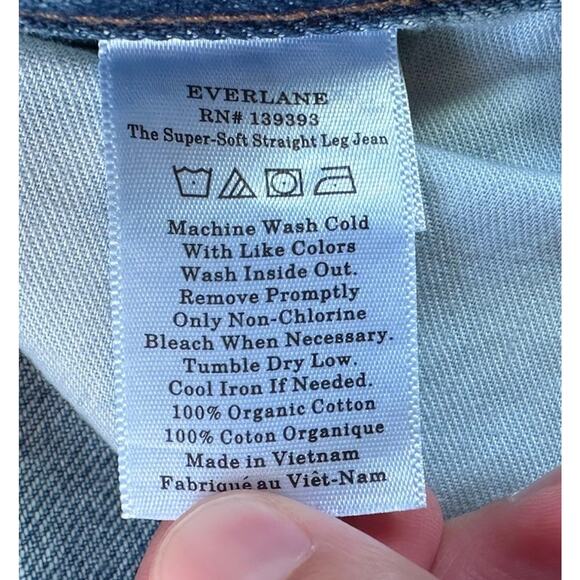 EVERLANE
RN# 139393
The Super-Soft Straight Leg Jean
Machine Wash Cold
With Like Colors
Wash Inside Out.
Remove Promptly
Only Non-Chlorine
Bleach When Necessary.
Tumble Dry Low.
Cool Iron If Needed.
100% Organic Cotton
100% Coton Organique
Made in Vietnam
Fabriqué au Viêt-Nam